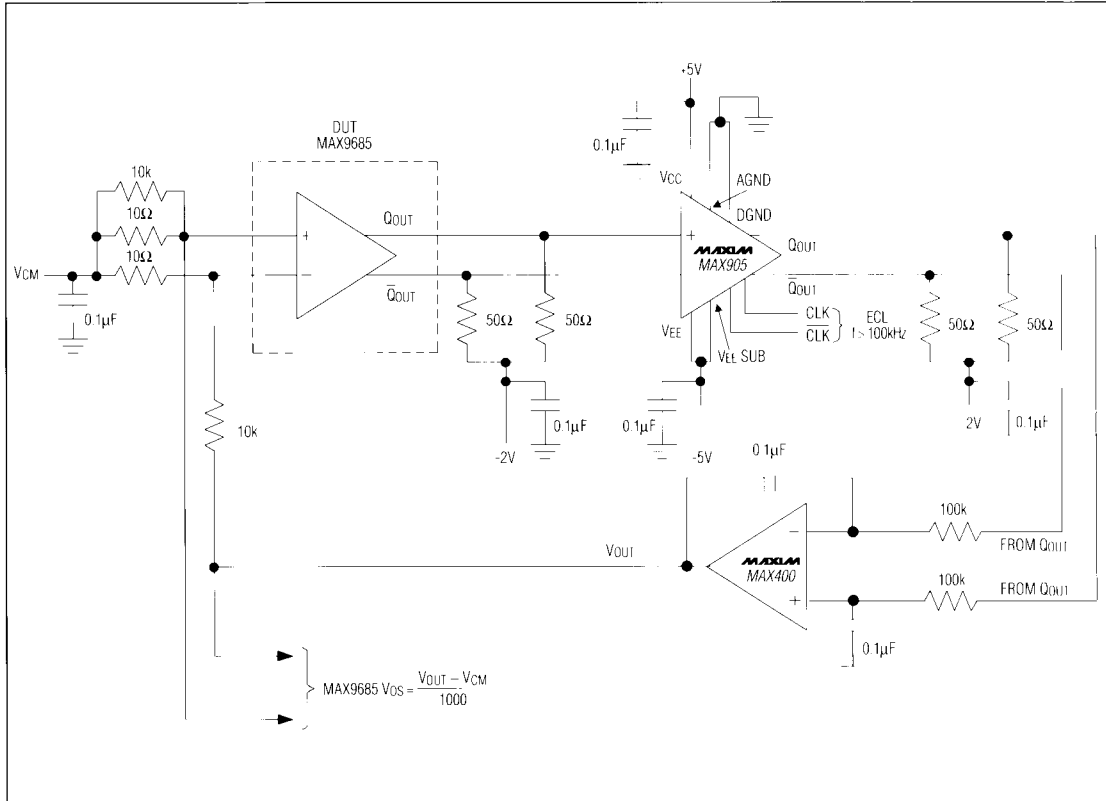 +5V
DUT
MAX9685
0.1µF
10k
VCC
AGND
10Ω
QOUT
DGND
+
+
MAXIM
MAX905
QOUT
10Ω
VCM
−
Q̅OUT
Q̅OUT
0.1µF
50Ω
50Ω
VEE
VEE SUB
CLK
C̅L̅K̅
ECL
50Ω
50Ω
10k
0.1µF
-2V
0.1µF
-5V
0.1µF
2V
0.1µF
100k
−
FROM QOUT
VOUT
MAXIM
MAX400
100k
+
FROM QOUT
0.1µF
MAX9685 VOS = VOUT − VCM
1000